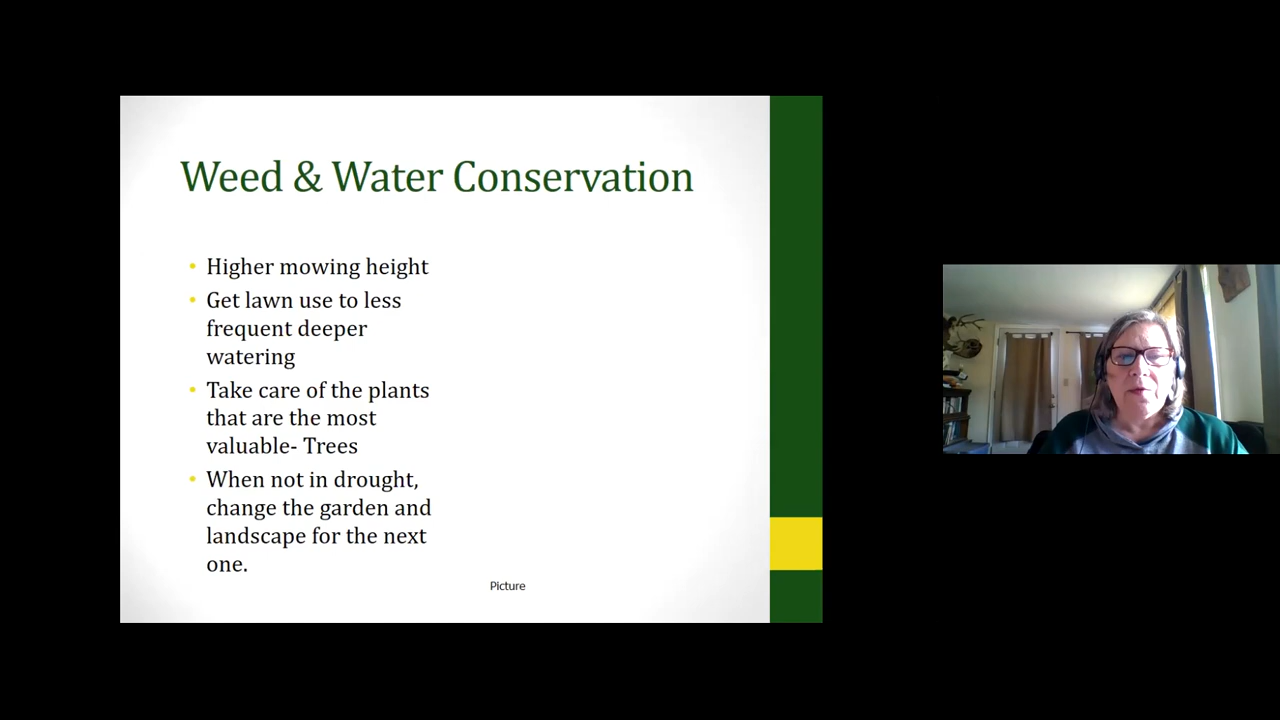 Weed & Water Conservation
• Higher mowing height
• Get lawn use to less
frequent deeper
watering
• Take care of the plants
that are the most
valuable- Trees
• When not in drought,
change the garden and
landscape for the next
one.
Picture